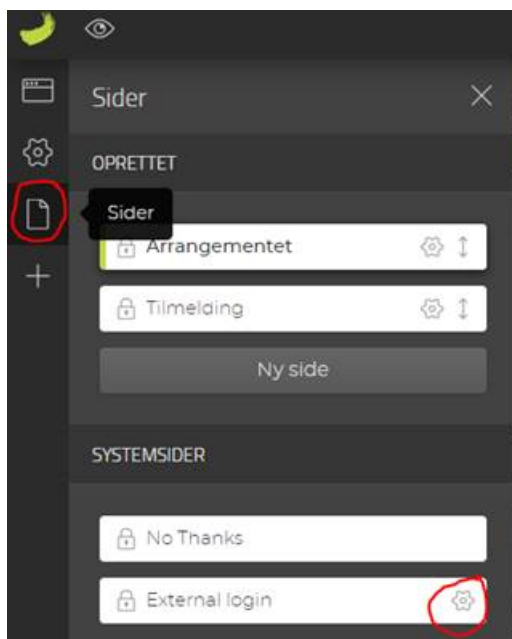 Sider
OPRETTET
Sider
Arrangementet
Tilmelding
Ny side
SYSTEMSIDER
No Thanks
External login